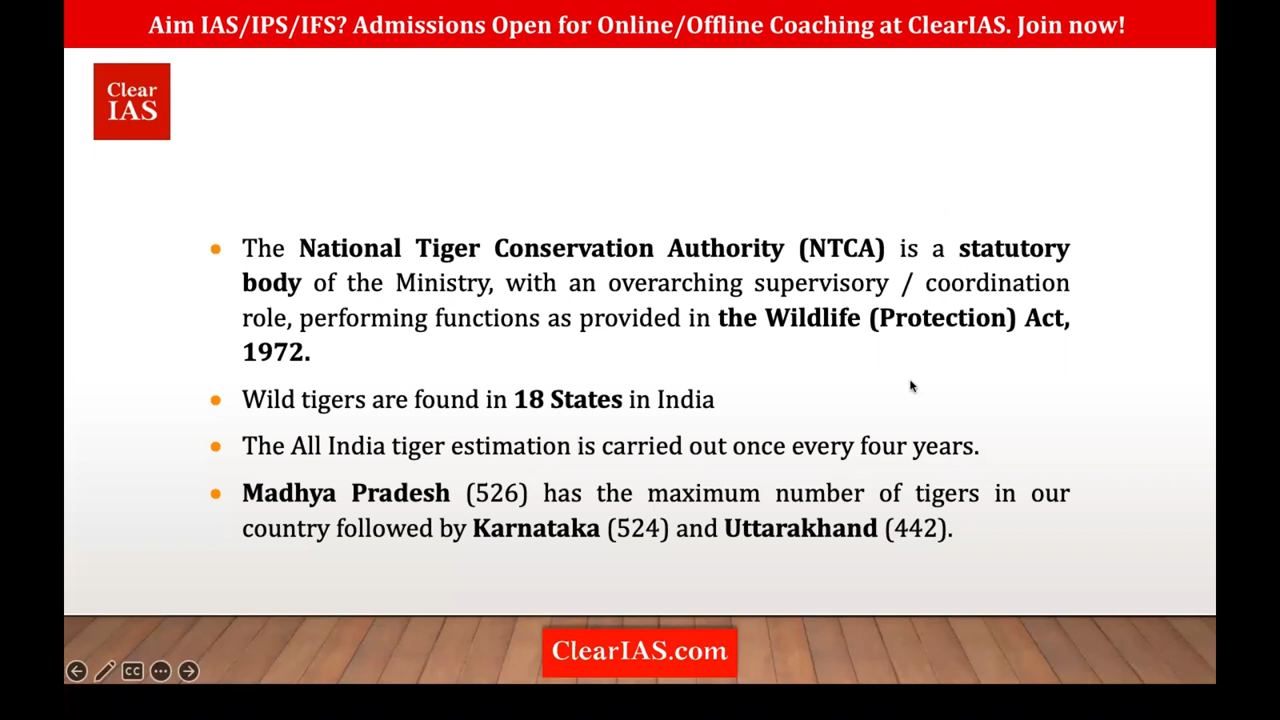 Aim IAS/IPS/IFS? Admissions Open for Online/Offline Coaching at ClearIAS. Join now!
Clear
IAS
• The National Tiger Conservation Authority (NTCA) is a statutory
body of the Ministry, with an overarching supervisory / coordination
role, performing functions as provided in the Wildlife (Protection) Act,
1972.
• Wild tigers are found in 18 States in India
• The All India tiger estimation is carried out once every four years.
• Madhya Pradesh (526) has the maximum number of tigers in our
country followed by Karnataka (524) and Uttarakhand (442).
ClearIAS.com
CC